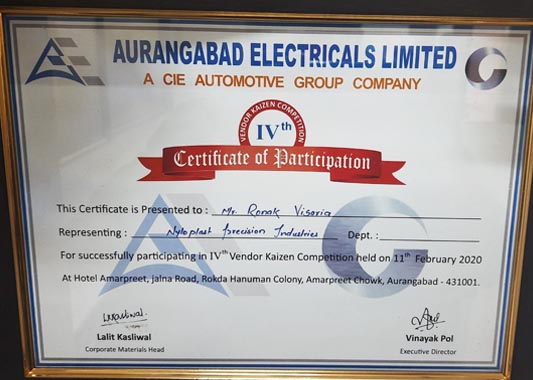 AURANGABAD ELECTRICALS LIMITED
A CIE AUTOMOTIVE GROUP COMPANY
VENDOR KAIZEN COMPETITION
IVth
Certificate of Participation
This Certificate is Presented to : Mr. Ronak Visaria
Representing : Nyloplast Precision Industries Dept. :
For successfully participating in IVth Vendor Kaizen Competition held on 11th February 2020
At Hotel Amarpreet, jalna Road, Rokda Hanuman Colony, Amarpreet Chowk, Aurangabad - 431001.
Lalit Kasliwal
Corporate Materials Head
Vinayak Pol
Executive Director